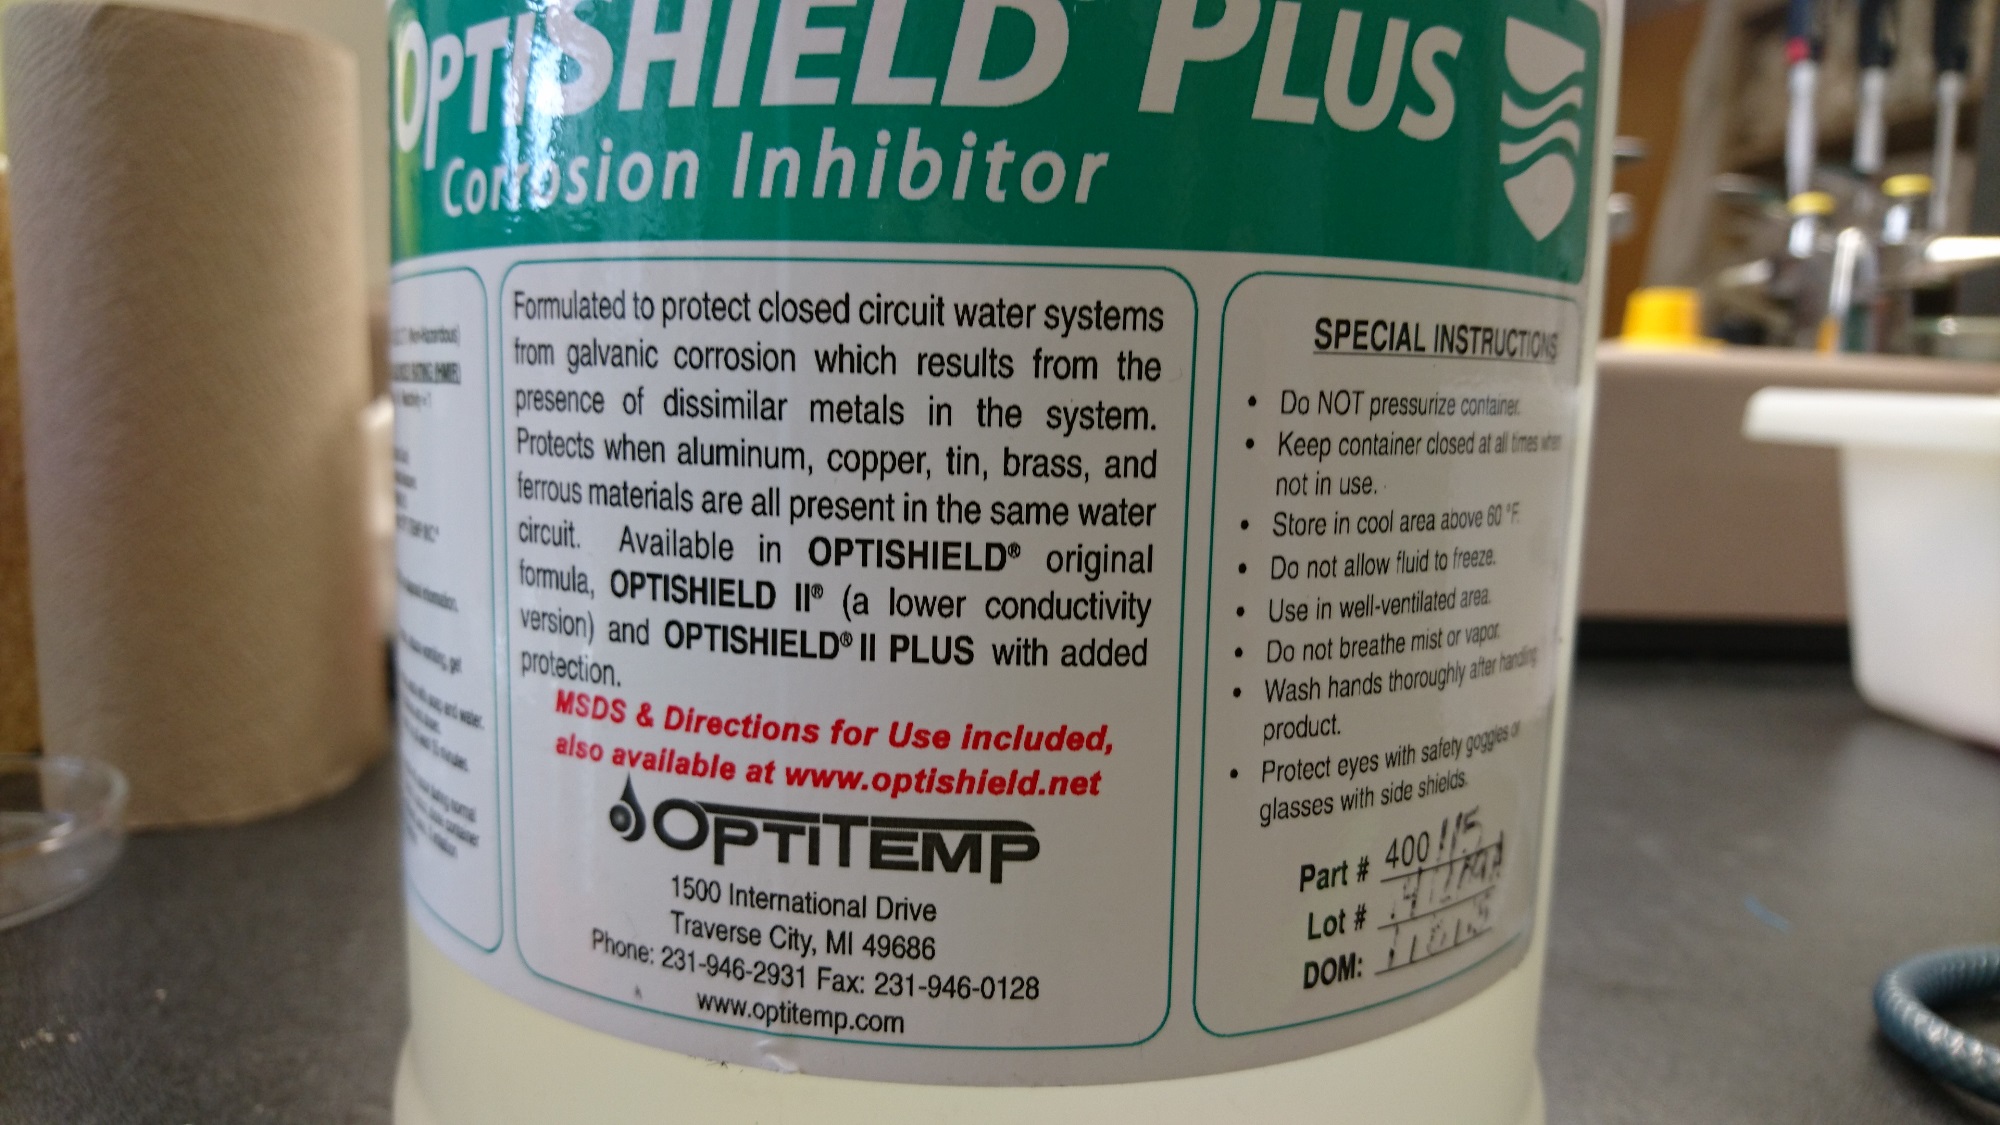 OPTISHIELD PLUS
Corrosion Inhibitor
Formulated to protect closed circuit water systems
from galvanic corrosion which results from the
presence of dissimilar metals in the system.
Protects when aluminum, copper, tin, brass, and
ferrous materials are all present in the same water
circuit. Available in OPTISHIELD® original
formula, OPTISHIELD II® (a lower conductivity
version) and OPTISHIELD® II PLUS with added
protection.
MSDS & Directions for Use included,
also available at www.optishield.net
OPTITEMP
1500 International Drive
Traverse City, MI 49686
Phone: 231-946-2931 Fax: 231-946-0128
www.optitemp.com
SPECIAL INSTRUCTIONS
• Do NOT pressurize container.
• Keep container closed at all times when
not in use.
• Store in cool area above 60 °F.
• Do not allow fluid to freeze.
• Use in well-ventilated area.
• Do not breathe mist or vapor.
• Wash hands thoroughly after handling
product.
• Protect eyes with safety goggles or
glasses with side shields.
Part # 400115
Lot #
DOM: